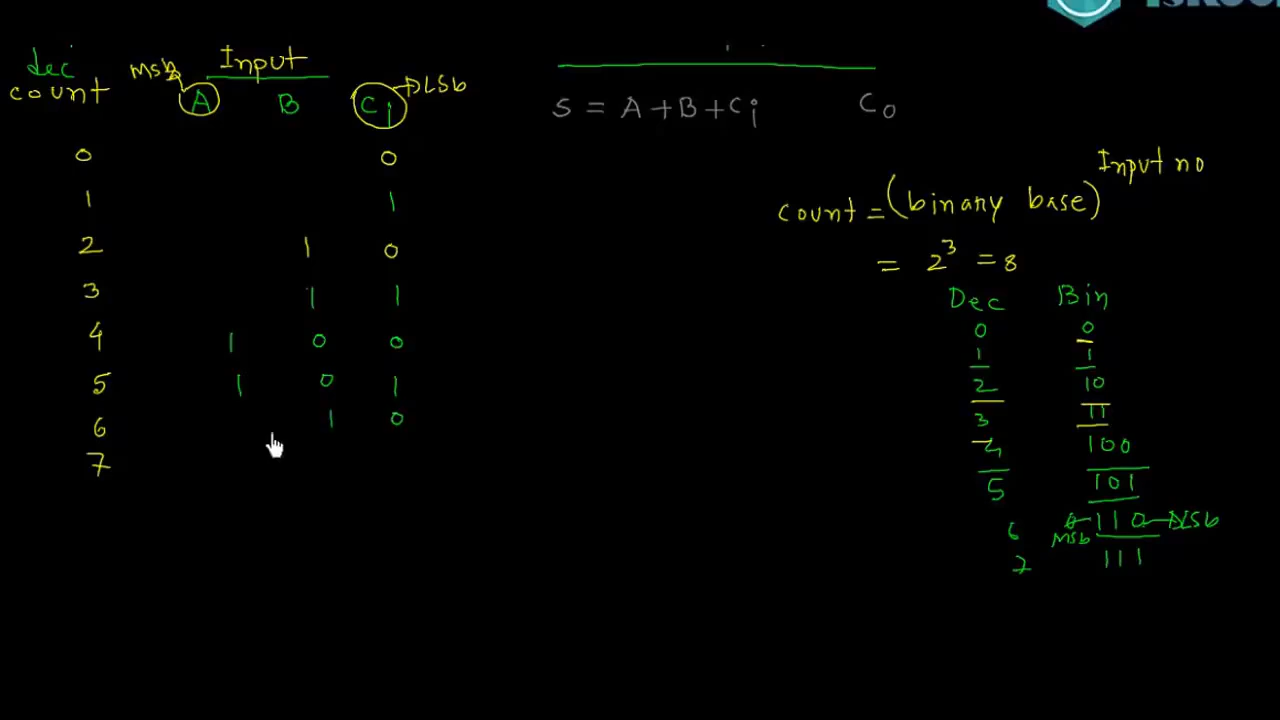 dec
count
Input
msb
A B Ci
LSb
0 0
1 1
2 1 0
3 1 1
4 1 0 0
5 1 0 1
6 1 0
7
S = A + B + Ci Co
count = (binary base)^Input no
= 2^3 = 8
Dec Bin
0 0
1 1
2 10
3 11
4 100
5 101
6 110
Msb LSb
7 111